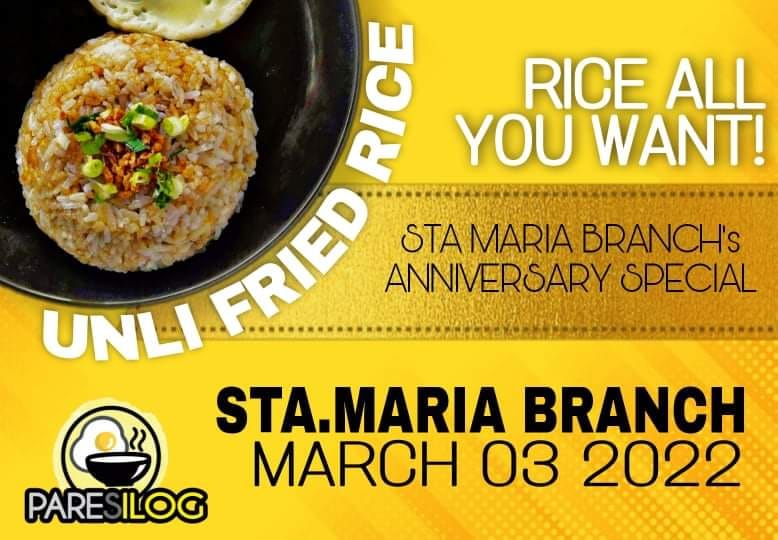 RICE ALL
YOU WANT!
UNLI FRIED RICE
STA MARIA BRANCH's
ANNIVERSARY SPECIAL
STA.MARIA BRANCH
MARCH 03 2022
PARESILOG